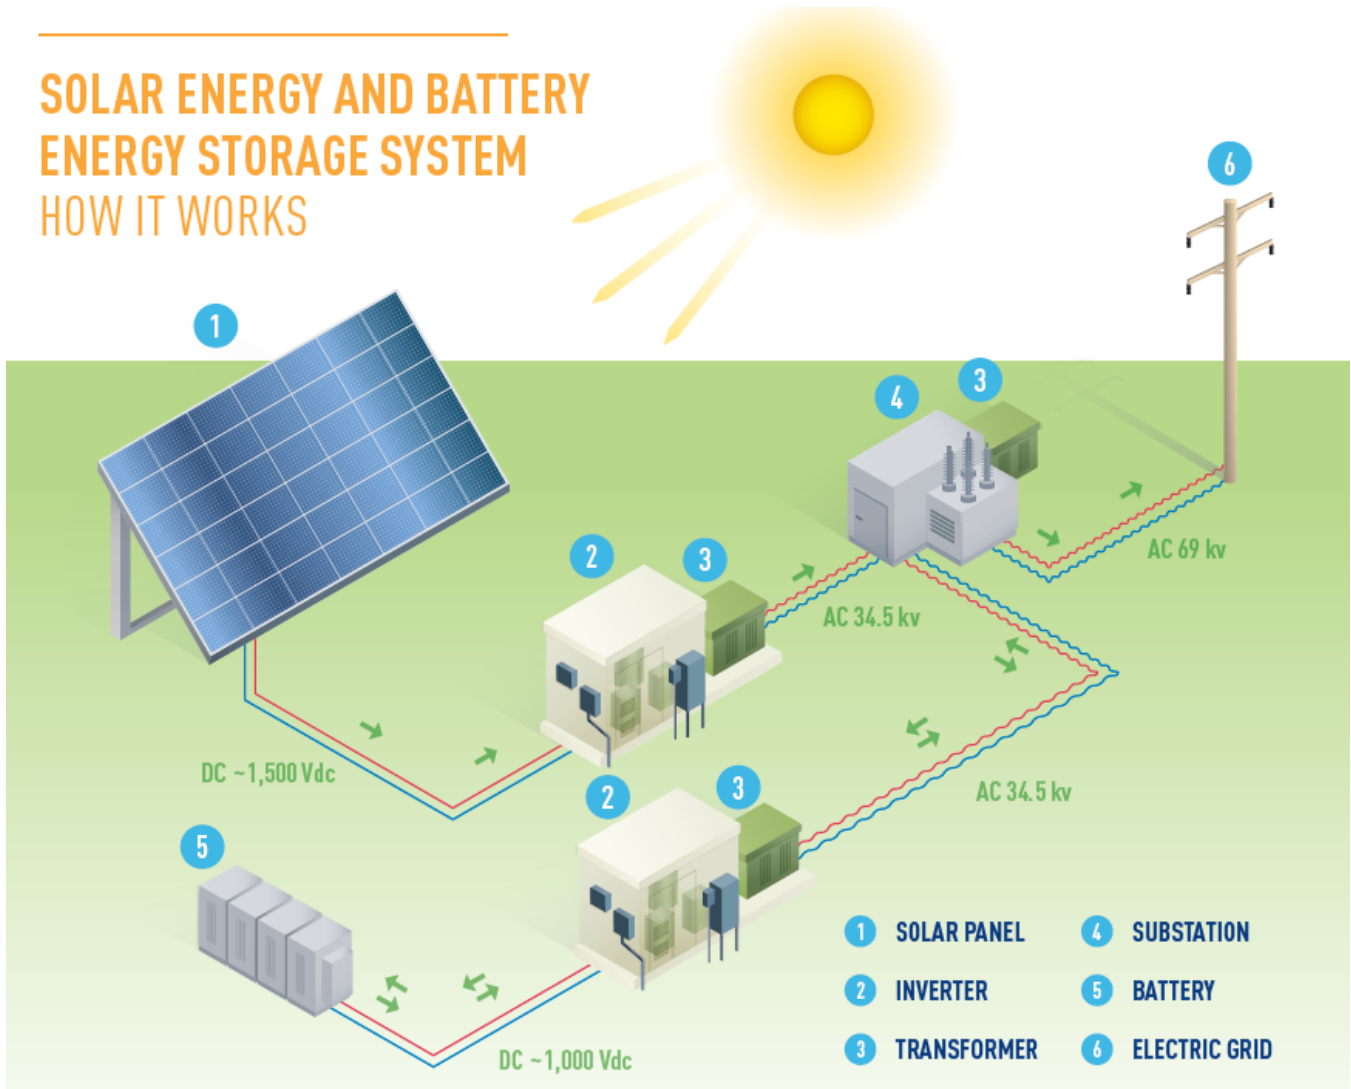 SOLAR ENERGY AND BATTERY
ENERGY STORAGE SYSTEM
HOW IT WORKS
6
1
3
4
2
3
AC 69 kv
AC 34.5 kv
DC ~1,500 Vdc
2
3
AC 34.5 kv
5
DC ~1,000 Vdc
1 SOLAR PANEL
2 INVERTER
3 TRANSFORMER
4 SUBSTATION
5 BATTERY
6 ELECTRIC GRID